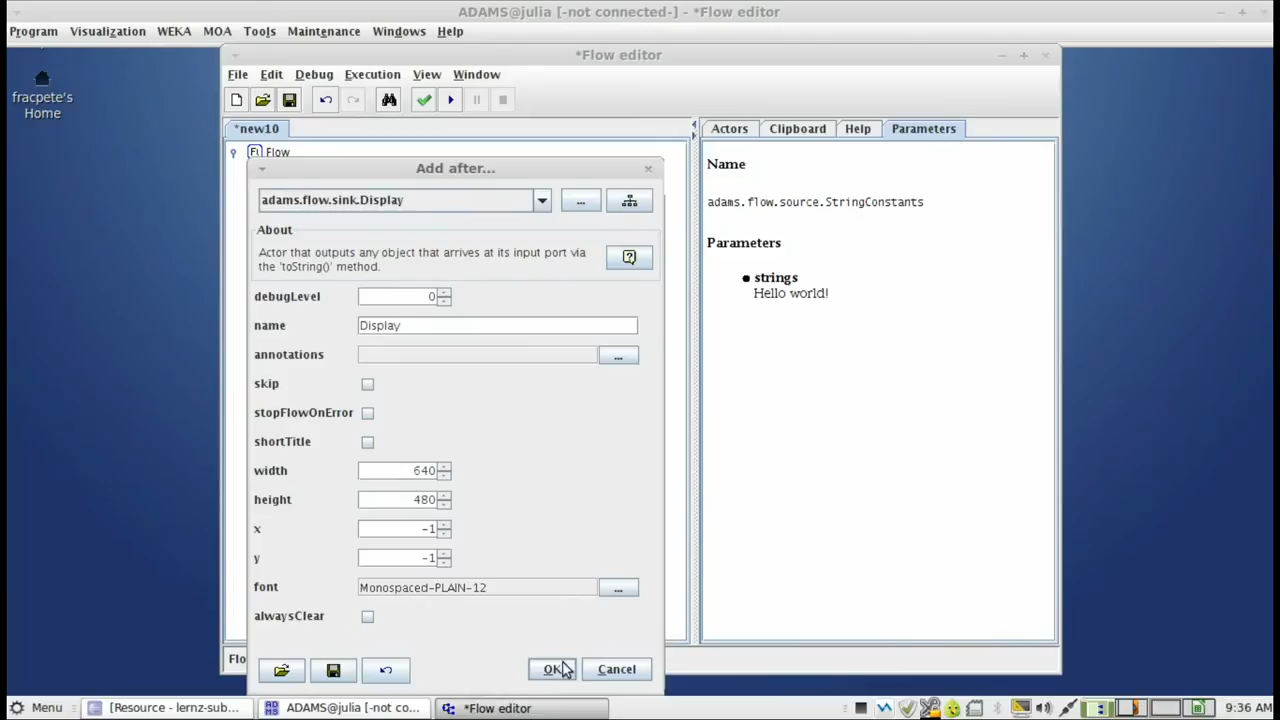 ADAMS@julia [-not connected-] - *Flow editor
Program Visualization WEKA MOA Tools Maintenance Windows Help
fracpete's
Home
*Flow editor
File Edit Debug Execution View Window
*new10
Flow
Add after...
adams.flow.sink.Display
...
About
Actor that outputs any object that arrives at its input port via
the 'toString()' method.
debugLevel 0
name Display
annotations ...
skip
stopFlowOnError
shortTitle
width 640
height 480
x -1
y -1
font Monospaced-PLAIN-12 ...
alwaysClear
OK Cancel
Flo
Actors Clipboard Help Parameters
Name
adams.flow.source.StringConstants
Parameters
strings
Hello world!
Menu [Resource - lernz-sub... ADAMS@julia [-not co... *Flow editor 9:36 AM